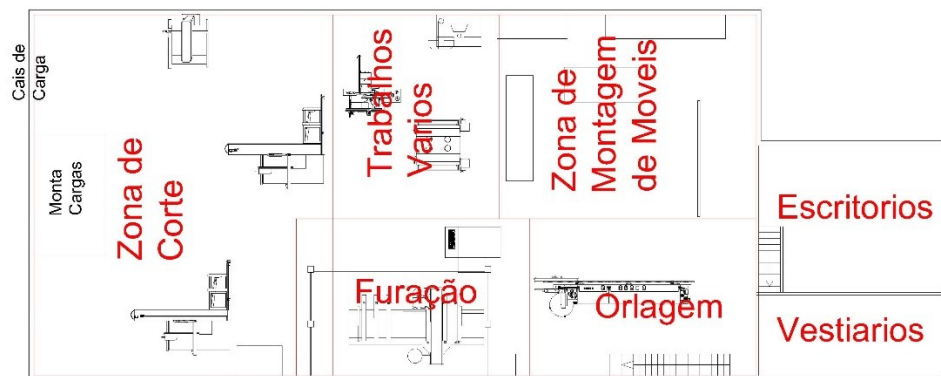 Cais de
Carga
Monta
Cargas
Zona de
Corte
Trabalhos
Varios
Zona de
Montagem
de Moveis
Furação
Orlagem
Escritorios
Vestiarios